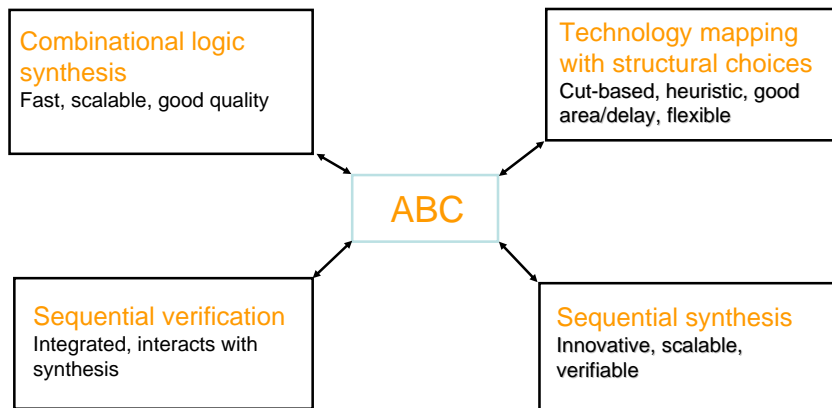 Combinational logic
synthesis
Fast, scalable, good quality
Technology mapping
with structural choices
Cut-based, heuristic, good
area/delay, flexible
ABC
Sequential verification
Integrated, interacts with
synthesis
Sequential synthesis
Innovative, scalable,
verifiable